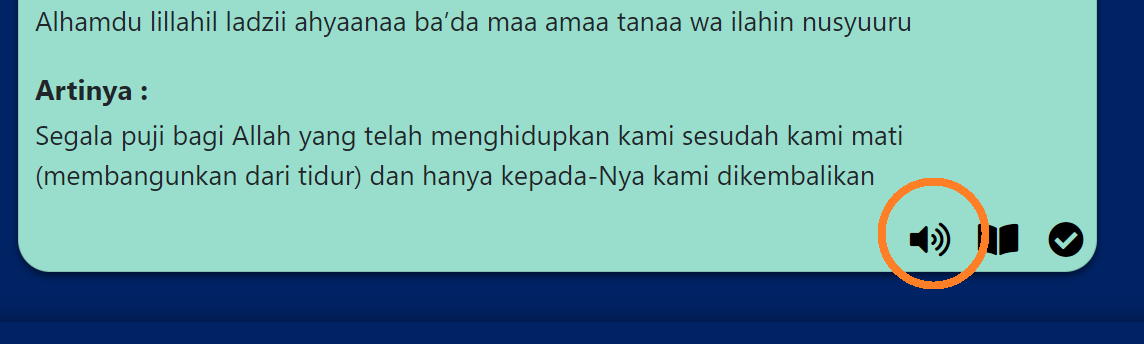 Alhamdu lillahil ladzii ahyaanaa ba’da maa amaa tanaa wa ilahin nusyuuru
Artinya :
Segala puji bagi Allah yang telah menghidupkan kami sesudah kami mati
(membangunkan dari tidur) dan hanya kepada-Nya kami dikembalikan